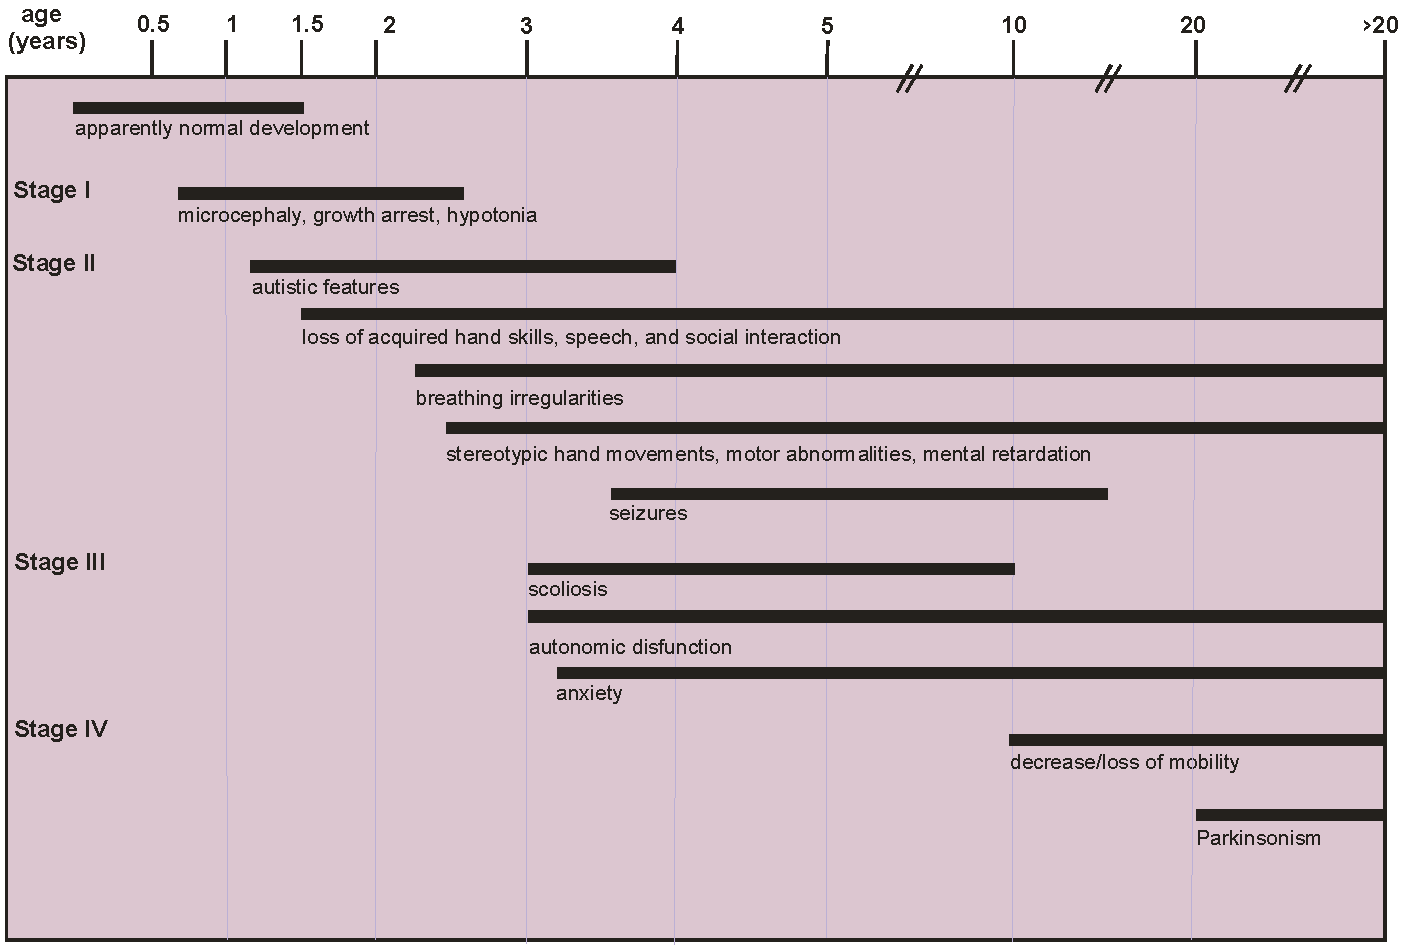 age
(years)
0.5 1 1.5 2 3 4 5 10 20 >20
apparently normal development
Stage I
microcephaly, growth arrest, hypotonia
Stage II
autistic features
loss of acquired hand skills, speech, and social interaction
breathing irregularities
stereotypic hand movements, motor abnormalities, mental retardation
seizures
Stage III
scoliosis
autonomic disfunction
anxiety
Stage IV
decrease/loss of mobility
Parkinsonism